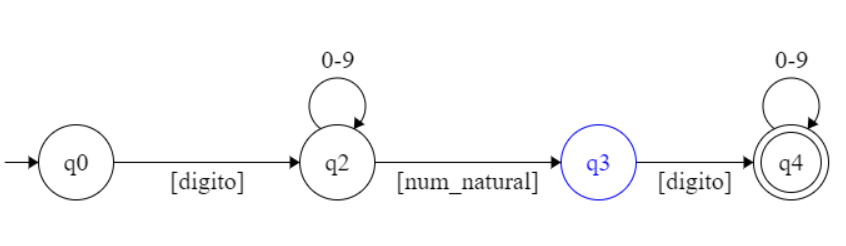 0-9
0-9
q0
q2
q3
q4
[digito]
[num_natural]
[digito]